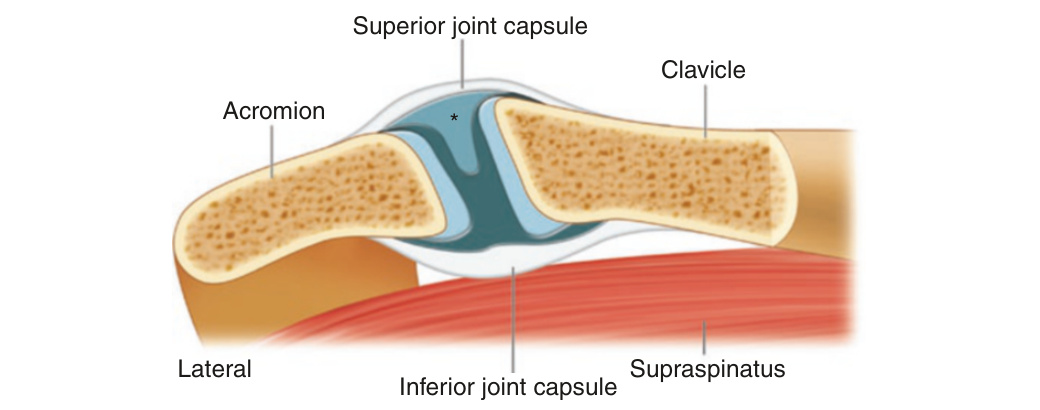 Superior joint capsule
Clavicle
Acromion
*
Lateral
Supraspinatus
Inferior joint capsule